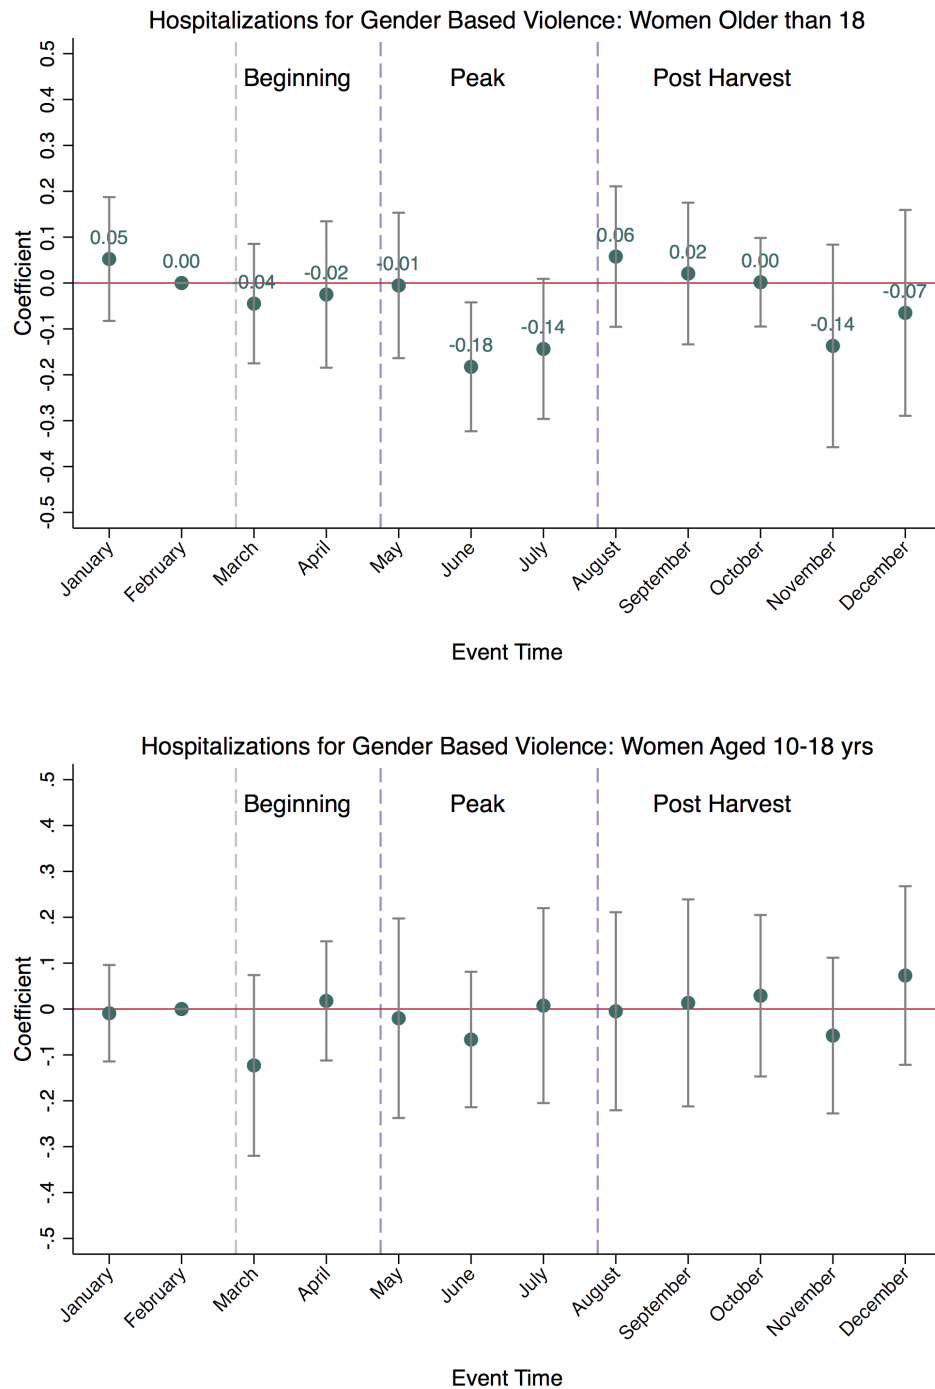 Hospitalizations for Gender Based Violence: Women Older than 18
Beginning Peak Post Harvest
Coefficient
0.5
0.4
0.3
0.2
0.1
0.0
-0.1
-0.2
-0.3
-0.4
-0.5
0.05 0.00 -0.04 -0.02 -0.01 -0.18 -0.14 0.06 0.02 0.00 -0.14 -0.07
January February March April May June July August September October November December
Event Time
Hospitalizations for Gender Based Violence: Women Aged 10-18 yrs
Beginning Peak Post Harvest
Coefficient
.5
.4
.3
.2
.1
0
-.1
-.2
-.3
-.4
-.5
January February March April May June July August September October November December
Event Time